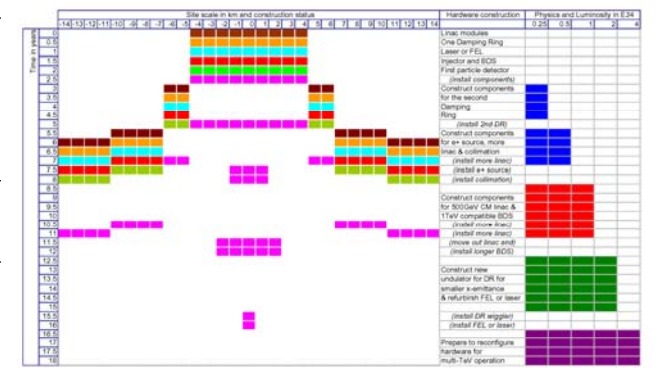 Site scale in km and construction status Hardware construction Physics and Luminosity in E34
-14 -13 -12 -11 -10 -9 -8 -7 -6 -5 -4 -3 -2 -1 0 1 2 3 4 5 6 7 8 9 10 11 12 13 14 0.25 0.5 1 2 4
Time in years
0 Linac modules
0.5 One Damping Ring
1 Laser or FEL
1.5 Injector and BDS
2 First particle detector
2.5 (install components)
3 Construct components
3.5 for the second
4 Damping
4.5 Ring
5 (install 2nd DR)
5.5 Construct components
6 for e+ source, more
6.5 linac & collimation
7 (install more linac)
7.5 (install e+ source)
8 (install collimation)
8.5
9 Construct components
9.5 for 500GeV CM linac &
10 1TeV compatible BDS
10.5 (install more linac)
11 (install more linac)
11.5 (move out linac end)
12 (install longer BDS)
12.5
13 Construct new
13.5 undulator for DR for
14 smaller x-emittance
14.5 & refurbirsh FEL or laser
15
15.5 (install DR wiggler)
16 (install FEL or laser)
16.5
17 Prepare to reconfigure
17.5 hardware for
18 multi-TeV operation